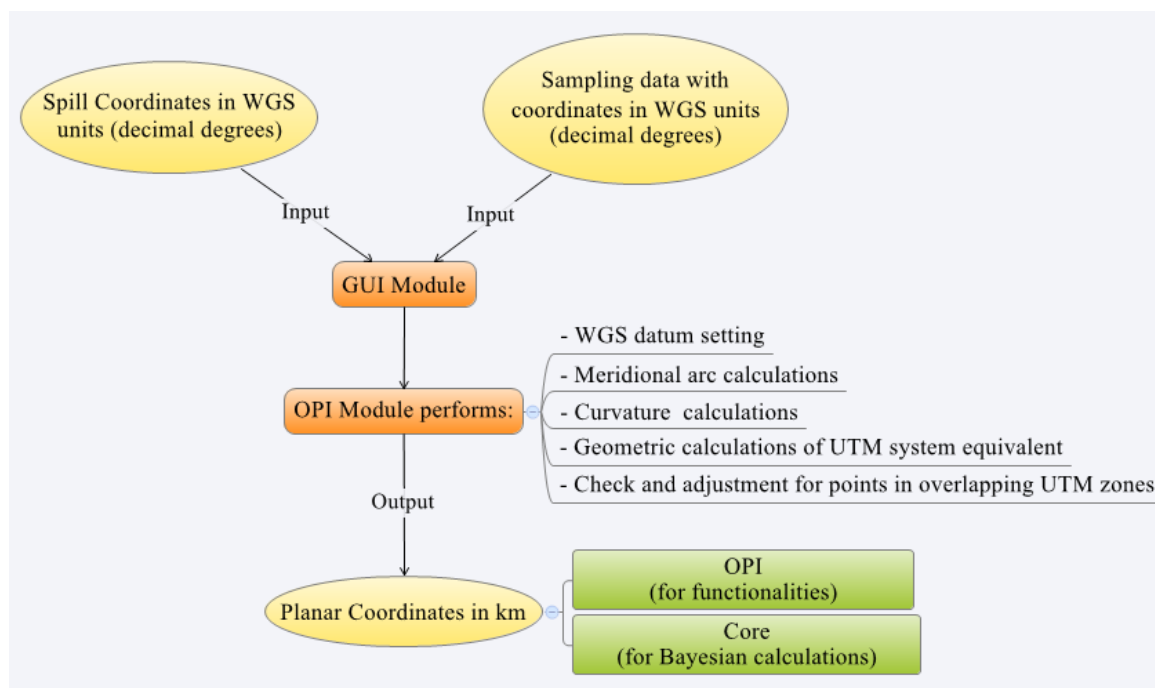 Spill Coordinates in WGS
units (decimal degrees)
Sampling data with
coordinates in WGS units
(decimal degrees)
Input
Input
GUI Module
OPI Module performs:
- WGS datum setting
- Meridional arc calculations
- Curvature calculations
- Geometric calculations of UTM system equivalent
- Check and adjustment for points in overlapping UTM zones
Output
Planar Coordinates in km
OPI
(for functionalities)
Core
(for Bayesian calculations)